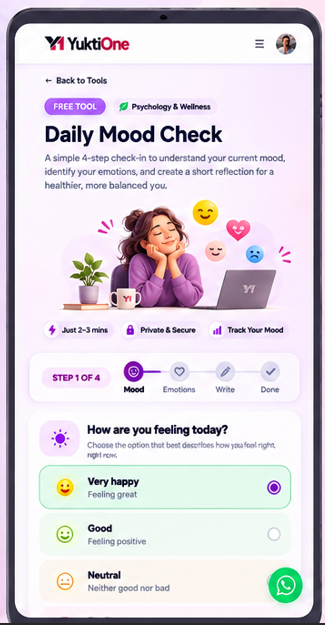 YI YuktiOne
← Back to Tools
FREE TOOL
Psychology & Wellness
Daily Mood Check
A simple 4-step check-in to understand your current mood,
identify your emotions, and create a short reflection for a
healthier, more balanced you.
YI
YI
Just 2–3 mins
Private & Secure
Track Your Mood
STEP 1 OF 4
Mood
Emotions
Write
Done
How are you feeling today?
Choose the option that best describes how you feel right,
right now.
Very happy
Feeling great
Good
Feeling positive
Neutral
Neither good nor bad